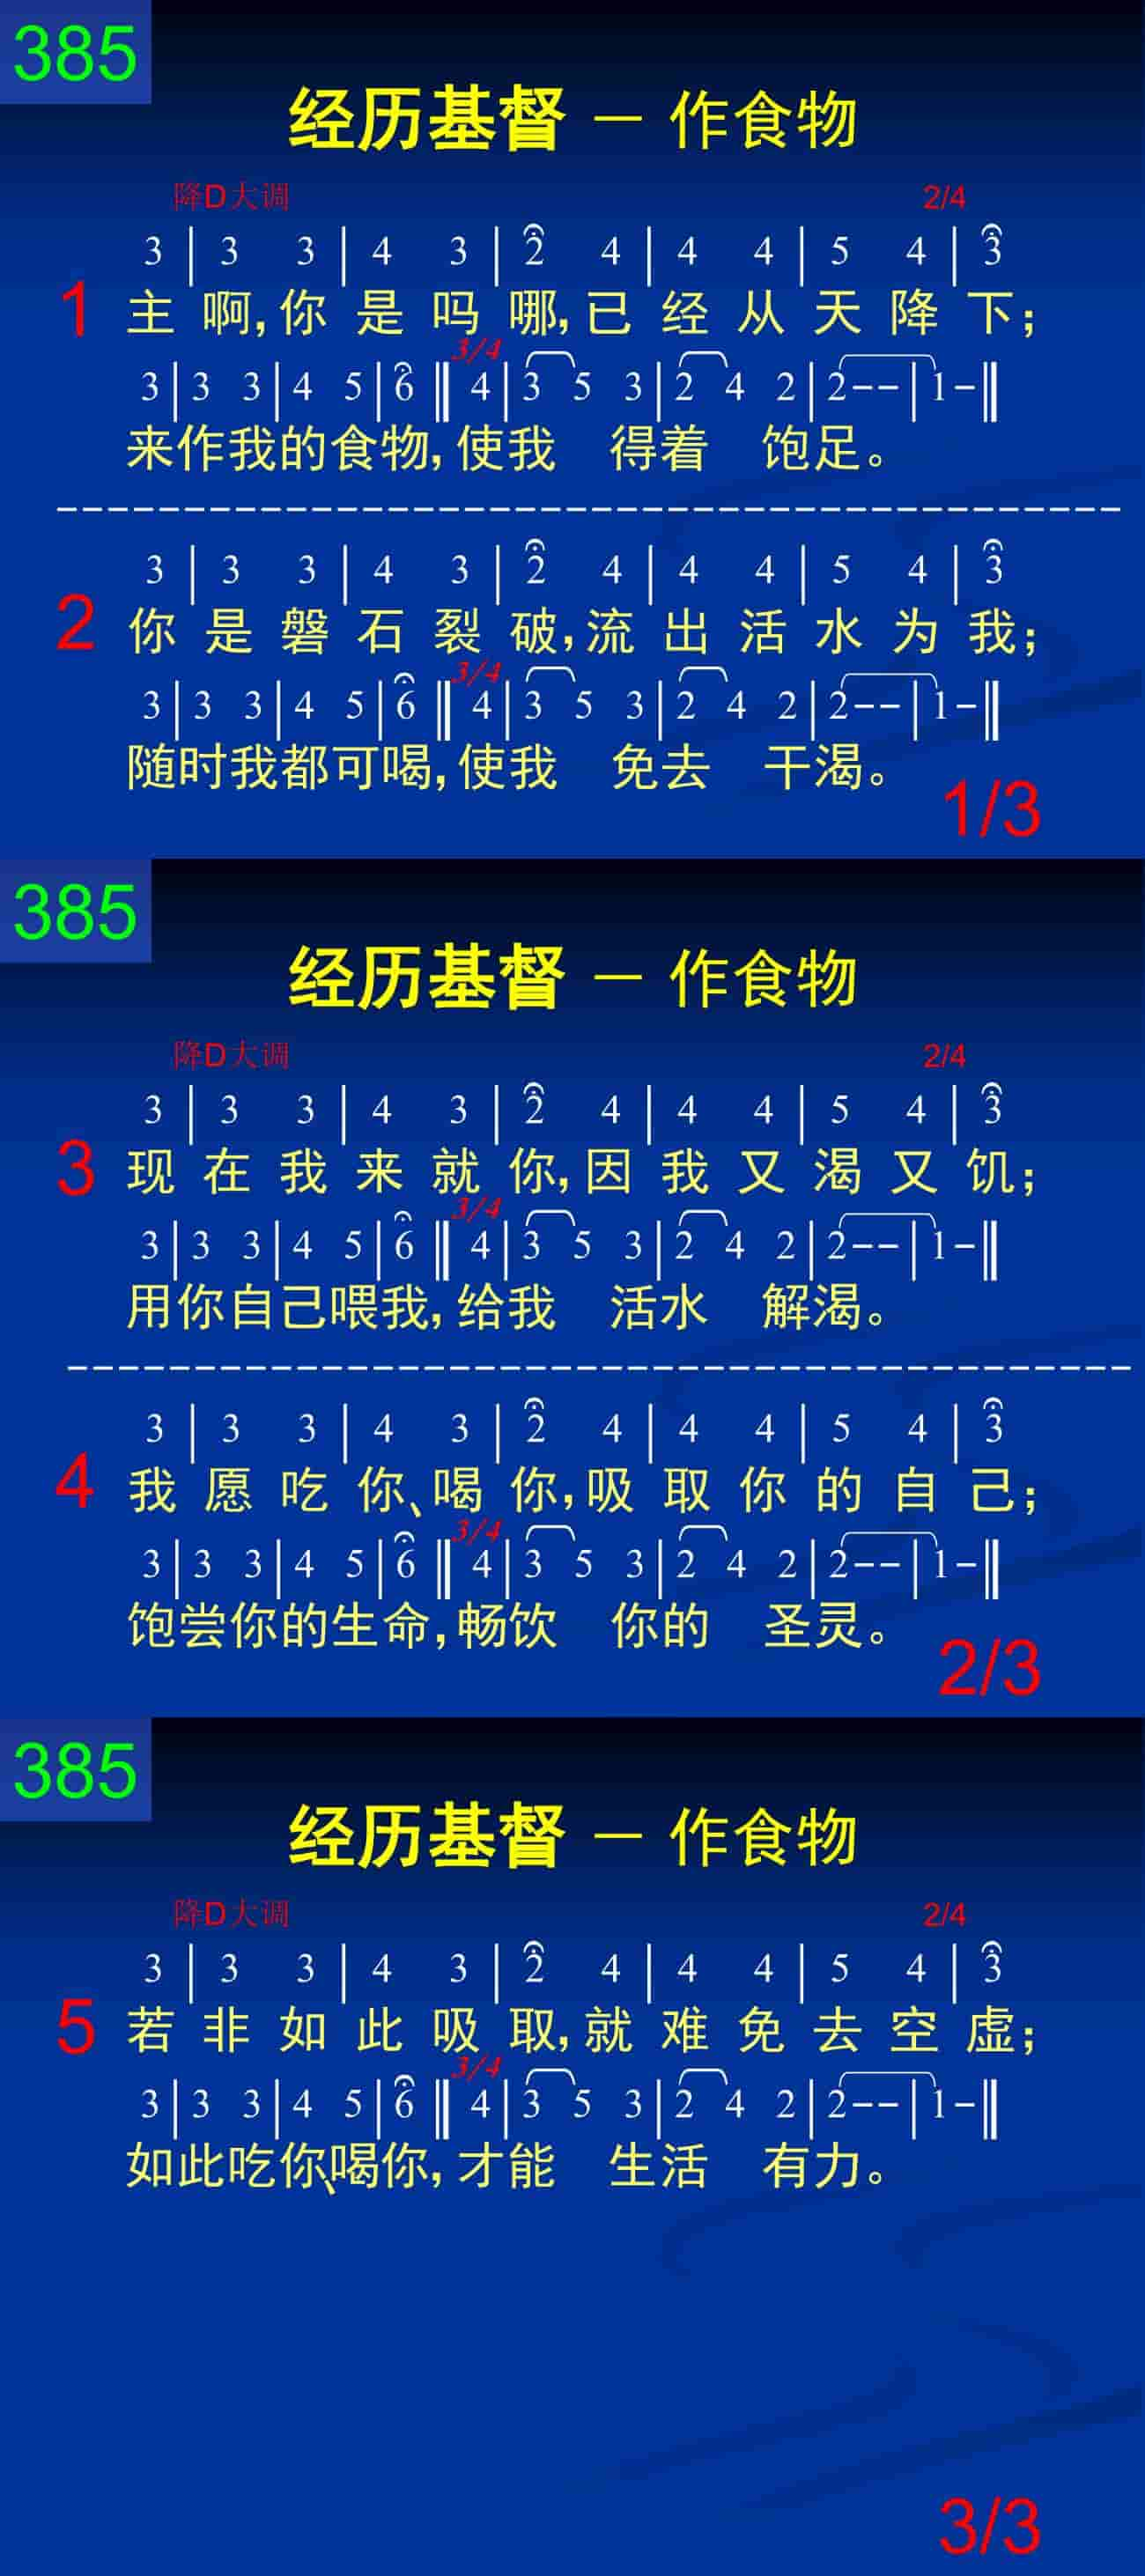 385
经历基督 — 作食物
降D大调 2/4
3 | 3 3 | 4 3 | 2 4 | 4 4 | 5 4 | 3
1 主啊,你是吗哪,已经从天降下;
3/4
3 | 3 3 | 4 5 | 6 || 4 | 3 5 3 | 2 4 2 | 2-- | 1- ||
来作我的食物,使我 得着 饱足。
3 | 3 3 | 4 3 | 2 4 | 4 4 | 5 4 | 3
2 你是磐石裂破,流出活水为我;
3/4
3 | 3 3 | 4 5 | 6 || 4 | 3 5 3 | 2 4 2 | 2-- | 1- ||
随时我都可喝,使我 免去 干渴。
1/3
385
经历基督 — 作食物
降D大调 2/4
3 | 3 3 | 4 3 | 2 4 | 4 4 | 5 4 | 3
3 现在我来就你,因我又渴又饥;
3/4
3 | 3 3 | 4 5 | 6 || 4 | 3 5 3 | 2 4 2 | 2-- | 1- ||
用你自己喂我,给我 活水 解渴。
3 | 3 3 | 4 3 | 2 4 | 4 4 | 5 4 | 3
4 我愿吃你、喝你,吸取你的自己;
3/4
3 | 3 3 | 4 5 | 6 || 4 | 3 5 3 | 2 4 2 | 2-- | 1- ||
饱尝你的生命,畅饮 你的 圣灵。
2/3
385
经历基督 — 作食物
降D大调 2/4
3 | 3 3 | 4 3 | 2 4 | 4 4 | 5 4 | 3
5 若非如此吸取,就难免去空虚;
3/4
3 | 3 3 | 4 5 | 6 || 4 | 3 5 3 | 2 4 2 | 2-- | 1- ||
如此吃你、喝你,才能 生活 有力。
3/3